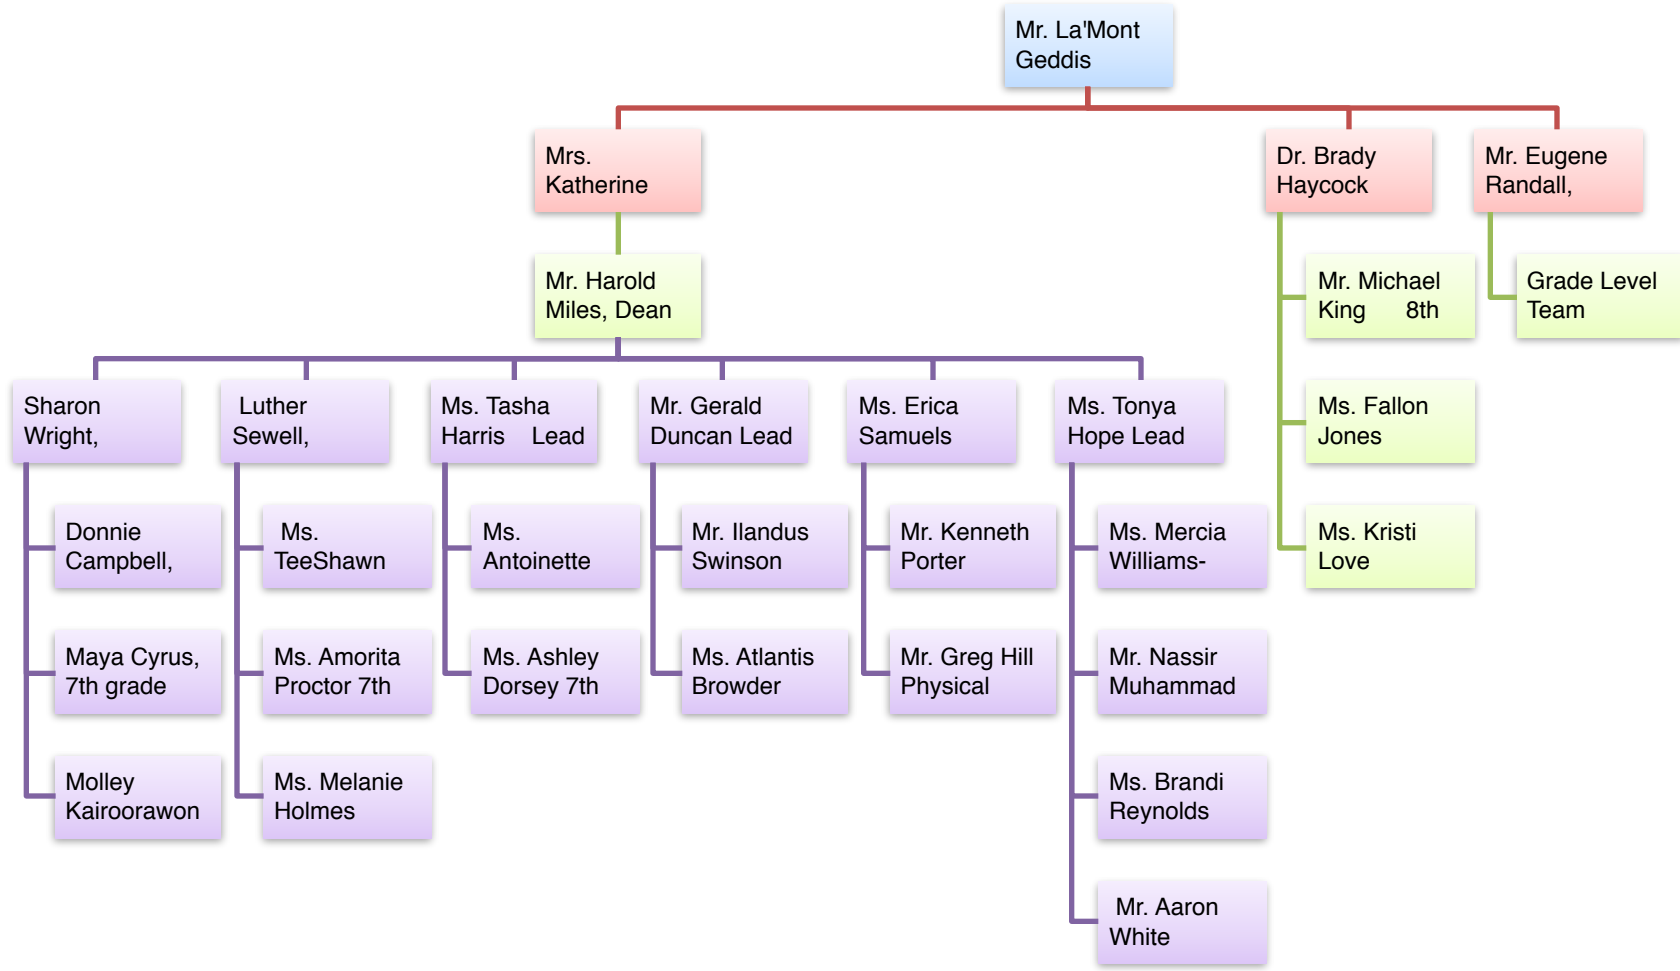 Mr. La'Mont
Geddis
Mrs.
Katherine
Dr. Brady
Haycock
Mr. Eugene
Randall,
Mr. Harold
Miles, Dean
Mr. Michael
King 8th
Grade Level
Team
Sharon
Wright,
Luther
Sewell,
Ms. Tasha
Harris Lead
Mr. Gerald
Duncan Lead
Ms. Erica
Samuels
Ms. Tonya
Hope Lead
Ms. Fallon
Jones
Donnie
Campbell,
Ms.
TeeShawn
Ms.
Antoinette
Mr. Ilandus
Swinson
Mr. Kenneth
Porter
Ms. Mercia
Williams-
Ms. Kristi
Love
Maya Cyrus,
7th grade
Ms. Amorita
Proctor 7th
Ms. Ashley
Dorsey 7th
Ms. Atlantis
Browder
Mr. Greg Hill
Physical
Mr. Nassir
Muhammad
Molley
Kairoorawon
Ms. Melanie
Holmes
Ms. Brandi
Reynolds
Mr. Aaron
White